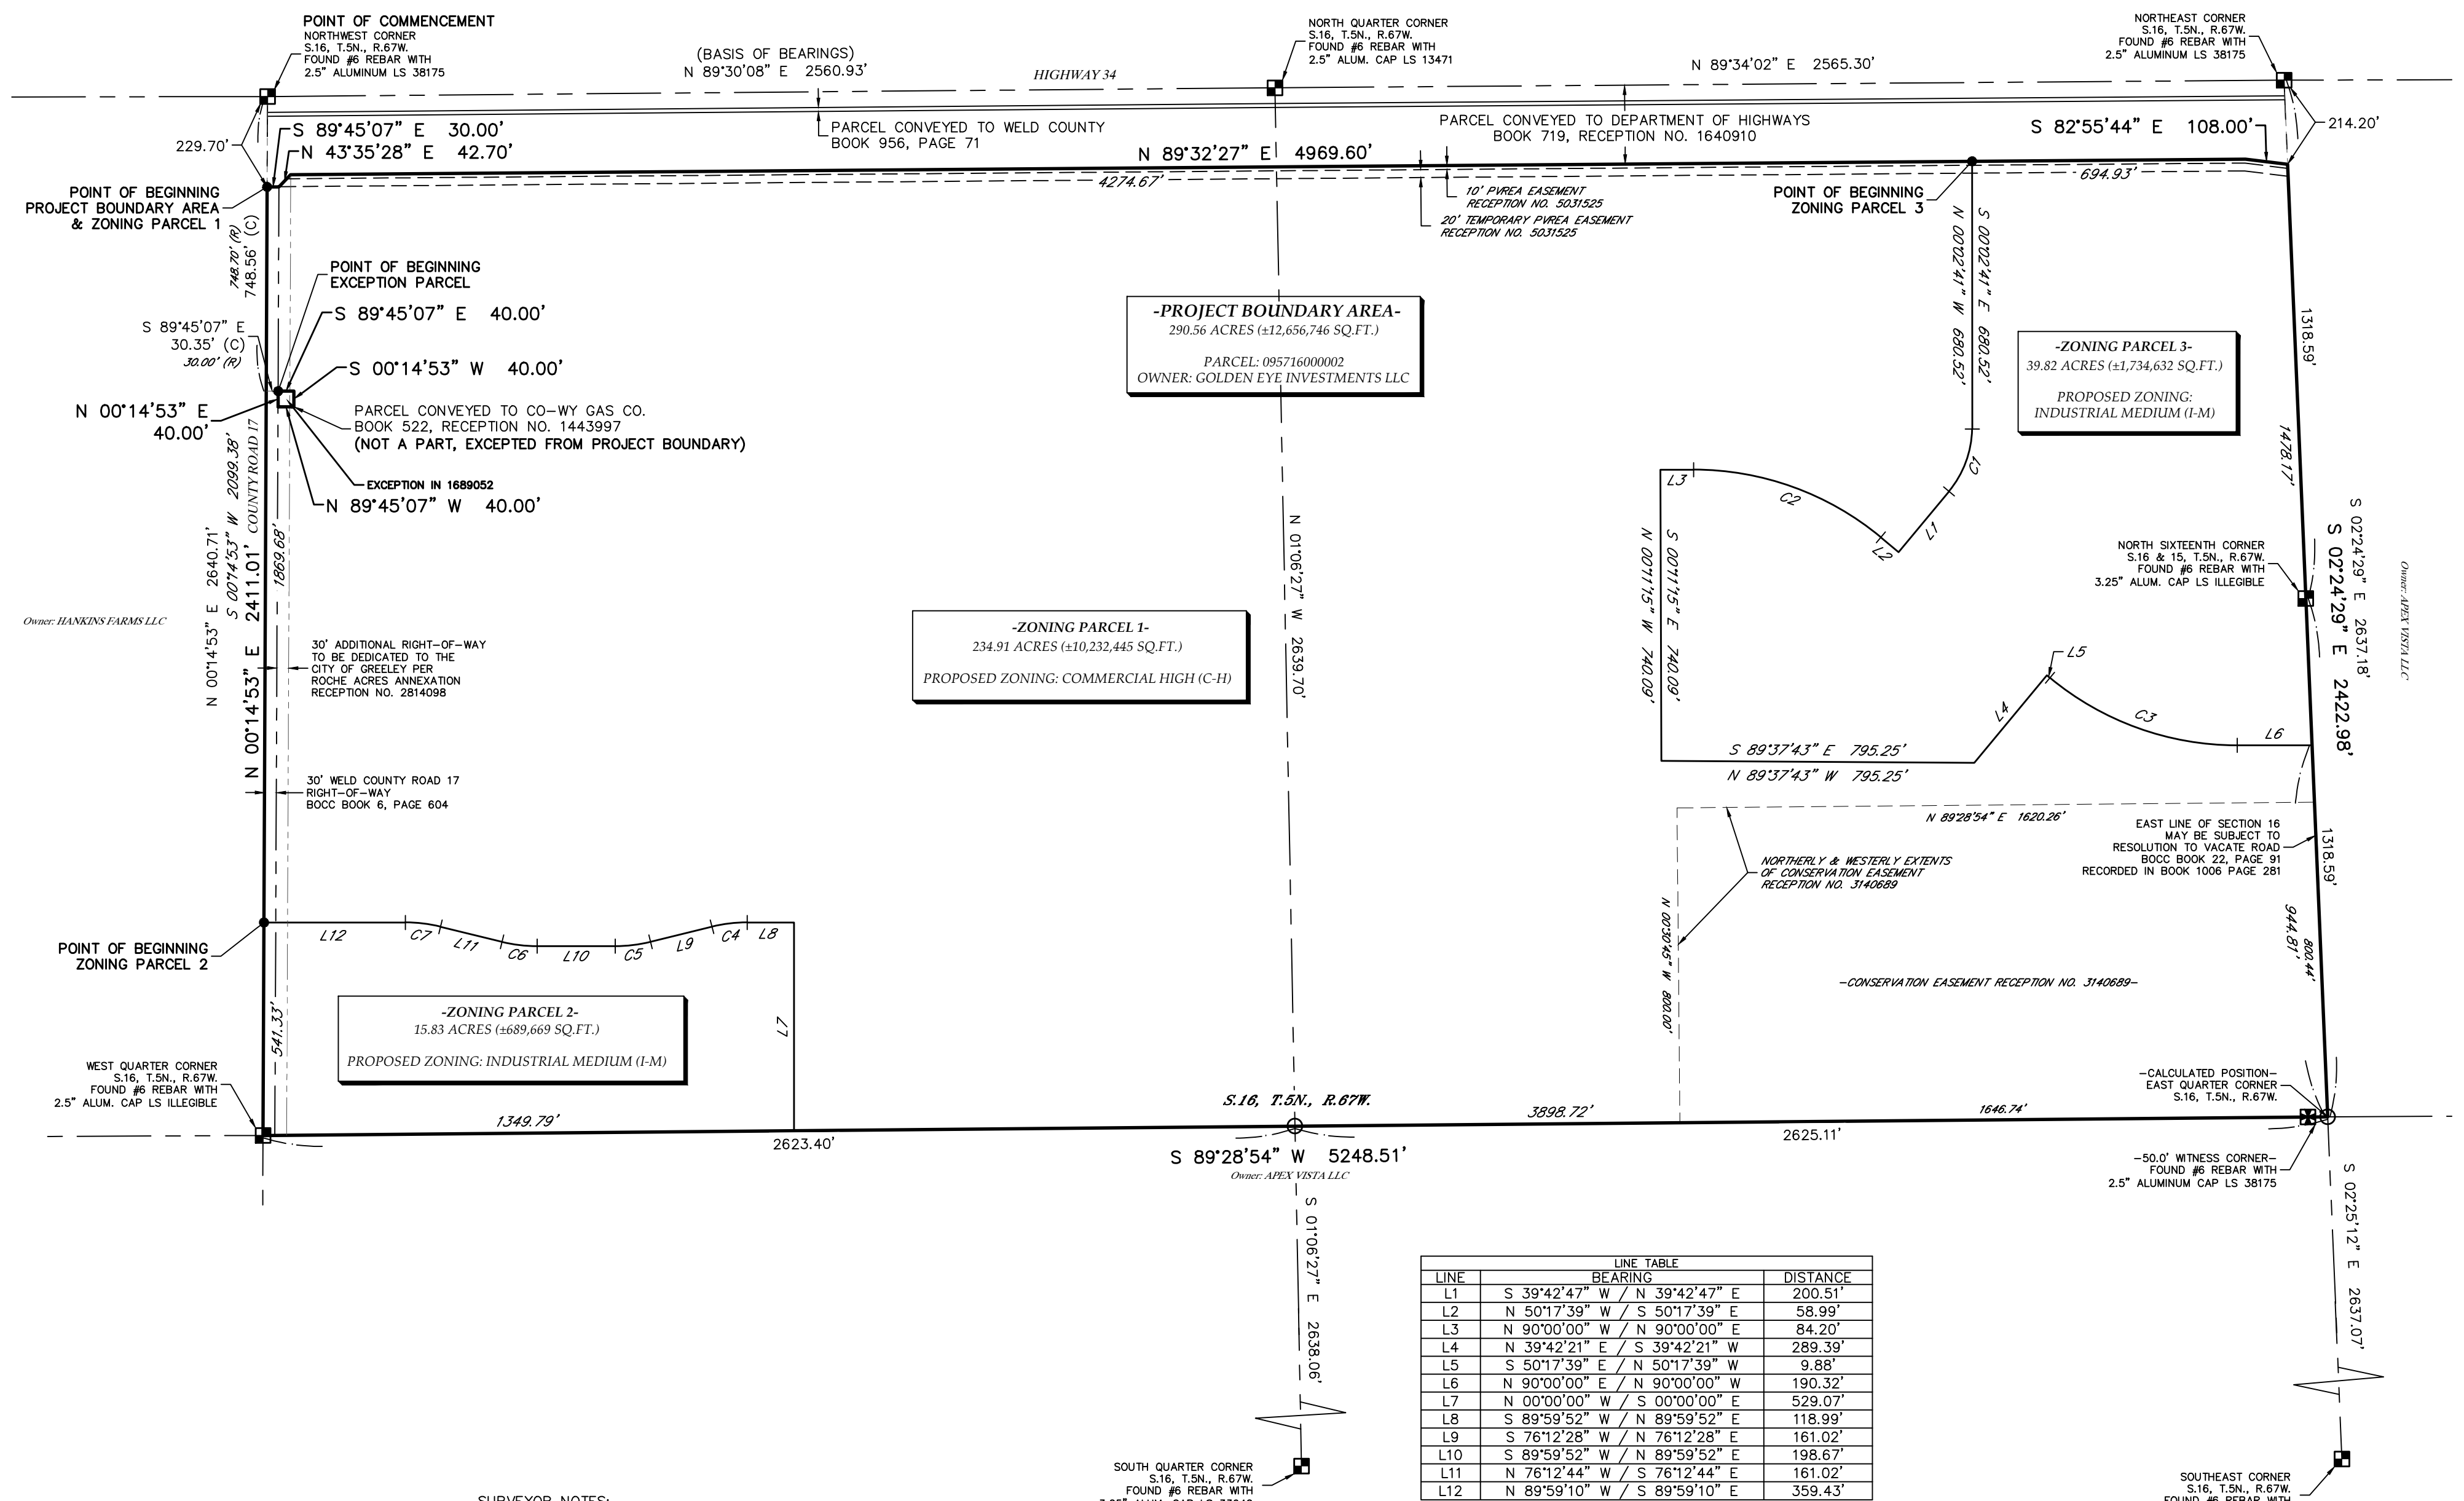 POINT OF COMMENCEMENT
NORTHWEST CORNER
S.16, T.5N., R.67W.
FOUND #6 REBAR WITH
2.5" ALUMINUM LS 38175
(BASIS OF BEARINGS)
N 89°30'08" E 2560.93'
HIGHWAY 34
NORTH QUARTER CORNER
S.16, T.5N., R.67W.
FOUND #6 REBAR WITH
2.5" ALUM. CAP LS 13471
N 89°34'02" E 2565.30'
NORTHEAST CORNER
S.16, T.5N., R.67W.
FOUND #6 REBAR WITH
2.5" ALUMINUM LS 38175
229.70'
S 89°45'07" E 30.00'
N 43°35'28" E 42.70'
PARCEL CONVEYED TO WELD COUNTY
BOOK 956, PAGE 71
PARCEL CONVEYED TO DEPARTMENT OF HIGHWAYS
BOOK 719, RECEPTION NO. 1640910
S 82°55'44" E 108.00'
214.20'
N 89°32'27" E 4969.60'
4274.67'
694.93'
10' PVREA EASEMENT
RECEPTION NO. 5031525
20' TEMPORARY PVREA EASEMENT
RECEPTION NO. 5031525
POINT OF BEGINNING
ZONING PARCEL 3
POINT OF BEGINNING
PROJECT BOUNDARY AREA
& ZONING PARCEL 1
748.70' (R)
748.56' (C)
POINT OF BEGINNING
EXCEPTION PARCEL
S 89°45'07" E 40.00'
S 89°45'07" E
30.35' (C)
30.00' (R)
S 00°14'53" W 40.00'
N 00°14'53" E
40.00'
PARCEL CONVEYED TO CO-WY GAS CO.
BOOK 522, RECEPTION NO. 1443997
(NOT A PART, EXCEPTED FROM PROJECT BOUNDARY)
EXCEPTION IN 1689052
N 89°45'07" W 40.00'
-PROJECT BOUNDARY AREA-
290.56 ACRES (±12,656,746 SQ.FT.)
PARCEL: 095716000002
OWNER: GOLDEN EYE INVESTMENTS LLC
N 00°02'41" W 680.52'
S 00°02'41" E 680.52'
-ZONING PARCEL 3-
39.82 ACRES (±1,734,632 SQ.FT.)
PROPOSED ZONING:
INDUSTRIAL MEDIUM (I-M)
1318.59'
1478.17'
C1
L3
C2
L1
L2
N 00°11'15" W 740.09'
S 00°11'15" E 740.09'
NORTH SIXTEENTH CORNER
S.16 & 15, T.5N., R.67W.
FOUND #6 REBAR WITH
3.25" ALUM. CAP LS ILLEGIBLE
S 02°24'29" E 2637.18'
S 02°24'29" E 2422.98'
Owner: APEX VISTA LLC
Owner: HANKINS FARMS LLC
N 00°14'53" E 2640.71'
S 00°14'53" W 2099.38'
N 00°14'53" E 2411.01'
COUNTY ROAD 17
1869.68'
N 01°06'27" W 2639.70'
-ZONING PARCEL 1-
234.91 ACRES (±10,232,445 SQ.FT.)
PROPOSED ZONING: COMMERCIAL HIGH (C-H)
30' ADDITIONAL RIGHT-OF-WAY
TO BE DEDICATED TO THE
CITY OF GREELEY PER
ROCHE ACRES ANNEXATION
RECEPTION NO. 2814098
30' WELD COUNTY ROAD 17
RIGHT-OF-WAY
BOCC BOOK 6, PAGE 604
L5
L4
C3
L6
S 89°37'43" E 795.25'
N 89°37'43" W 795.25'
N 89°28'54" E 1620.26'
EAST LINE OF SECTION 16
MAY BE SUBJECT TO
RESOLUTION TO VACATE ROAD
BOCC BOOK 22, PAGE 91
RECORDED IN BOOK 1006 PAGE 281
1318.59'
NORTHERLY & WESTERLY EXTENTS
OF CONSERVATION EASEMENT
RECEPTION NO. 3140689
N 00°30'45" W 800.00'
944.81'
800.44'
-CONSERVATION EASEMENT RECEPTION NO. 3140689-
POINT OF BEGINNING
ZONING PARCEL 2
L12
C7
L11
C6
L10
C5
L9
C4
L8
L7
-ZONING PARCEL 2-
15.83 ACRES (±689,669 SQ.FT.)
PROPOSED ZONING: INDUSTRIAL MEDIUM (I-M)
541.33'
WEST QUARTER CORNER
S.16, T.5N., R.67W.
FOUND #6 REBAR WITH
2.5" ALUM. CAP LS ILLEGIBLE
-CALCULATED POSITION-
EAST QUARTER CORNER
S.16, T.5N., R.67W.
S.16, T.5N., R.67W.
1349.79'
3898.72'
1646.74'
2623.40'
2625.11'
S 89°28'54" W 5248.51'
Owner: APEX VISTA LLC
-50.0' WITNESS CORNER-
FOUND #6 REBAR WITH
2.5" ALUMINUM CAP LS 38175
S 01°06'27" E 2638.06'
S 02°25'12" E 2637.07'
LINE TABLE
LINE BEARING DISTANCE
L1 S 39°42'47" W / N 39°42'47" E 200.51'
L2 N 50°17'39" W / S 50°17'39" E 58.99'
L3 N 90°00'00" W / N 90°00'00" E 84.20'
L4 N 39°42'21" E / S 39°42'21" W 289.39'
L5 S 50°17'39" E / N 50°17'39" W 9.88'
L6 N 90°00'00" E / N 90°00'00" W 190.32'
L7 N 00°00'00" W / S 00°00'00" E 529.07'
L8 S 89°59'52" W / N 89°59'52" E 118.99'
L9 S 76°12'28" W / N 76°12'28" E 161.02'
L10 S 89°59'52" W / N 89°59'52" E 198.67'
L11 N 76°12'44" W / S 76°12'44" E 161.02'
L12 N 89°59'10" W / S 89°59'10" E 359.43'
SOUTH QUARTER CORNER
S.16, T.5N., R.67W.
FOUND #6 REBAR WITH
SOUTHEAST CORNER
S.16, T.5N., R.67W.
FOUND #6 REBAR WITH
SURVEYOR NOTES: